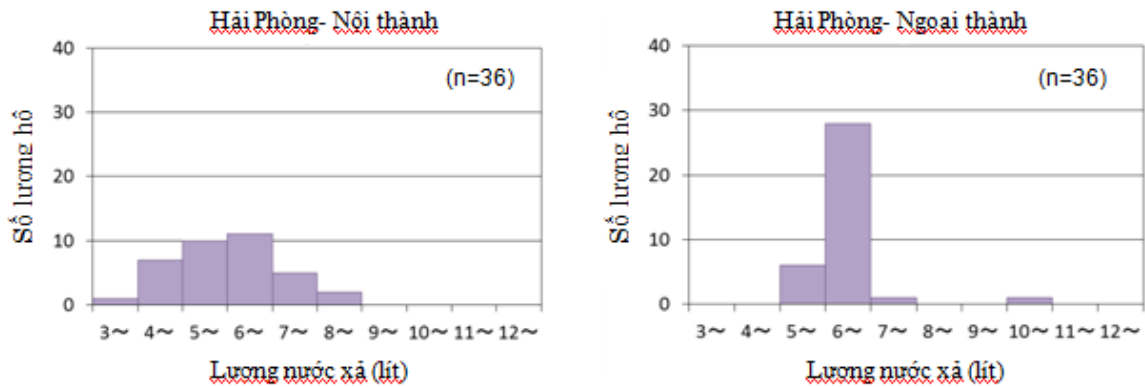 Hải Phòng- Nội thành
40
30
20
10
0
(n=36)
Số lượng hộ
3~ 4~ 5~ 6~ 7~ 8~ 9~ 10~ 11~ 12~
Lượng nước xả (lít)
Hải Phòng- Ngoại thành
40
30
20
10
0
(n=36)
Số lượng hộ
3~ 4~ 5~ 6~ 7~ 8~ 9~ 10~ 11~ 12~
Lượng nước xả (lít)